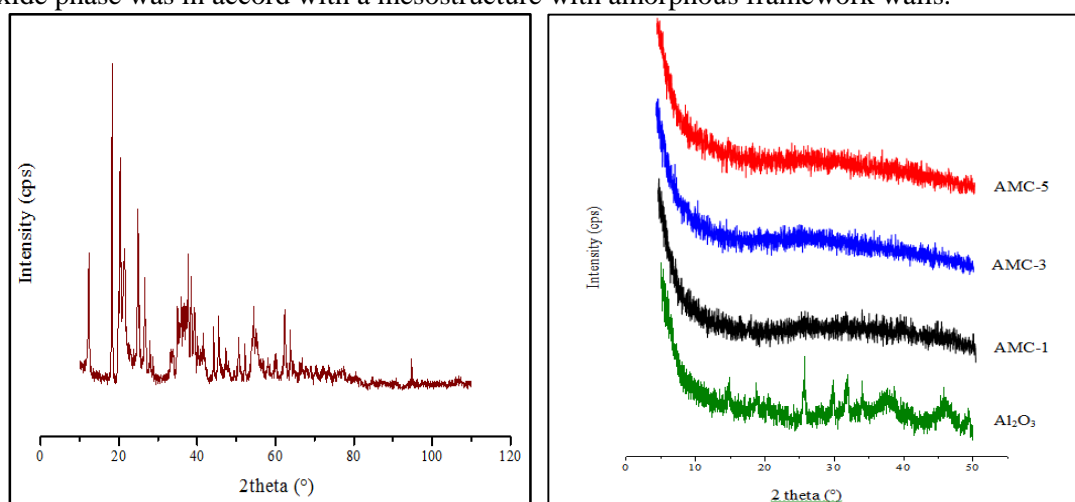 xide phase was in accord with a mesostructure with amorphous framework walls.
Intensity (cps)
0 20 40 60 80 100 120
2theta (°)
Intensity (cps)
AMC-5
AMC-3
AMC-1
Al₂O₃
0 10 20 30 40 50
2 theta (°)